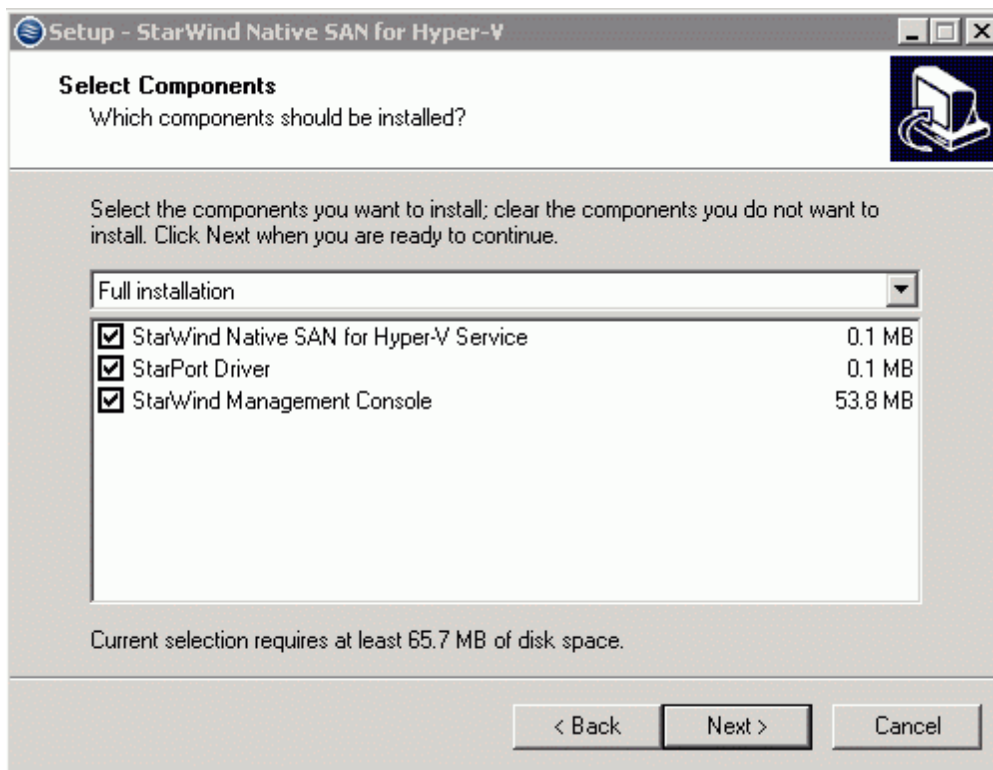 Setup - StarWind Native SAN for Hyper-V
Select Components
Which components should be installed?
Select the components you want to install; clear the components you do not want to
install. Click Next when you are ready to continue.
Full installation
StarWind Native SAN for Hyper-V Service 0.1 MB
StarPort Driver 0.1 MB
StarWind Management Console 53.8 MB
Current selection requires at least 65.7 MB of disk space.
< Back Next > Cancel